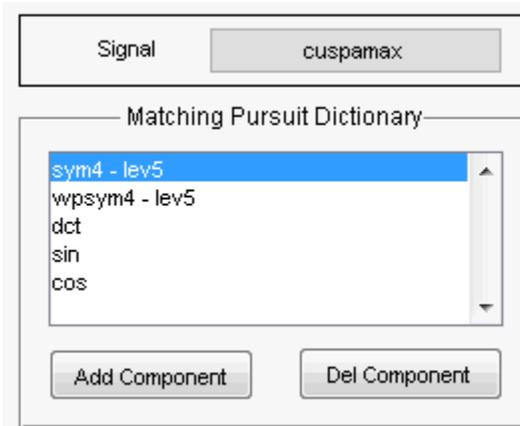 Signal cuspamax
Matching Pursuit Dictionary
sym4 - lev5
wpsym4 - lev5
dct
sin
cos
Add Component Del Component